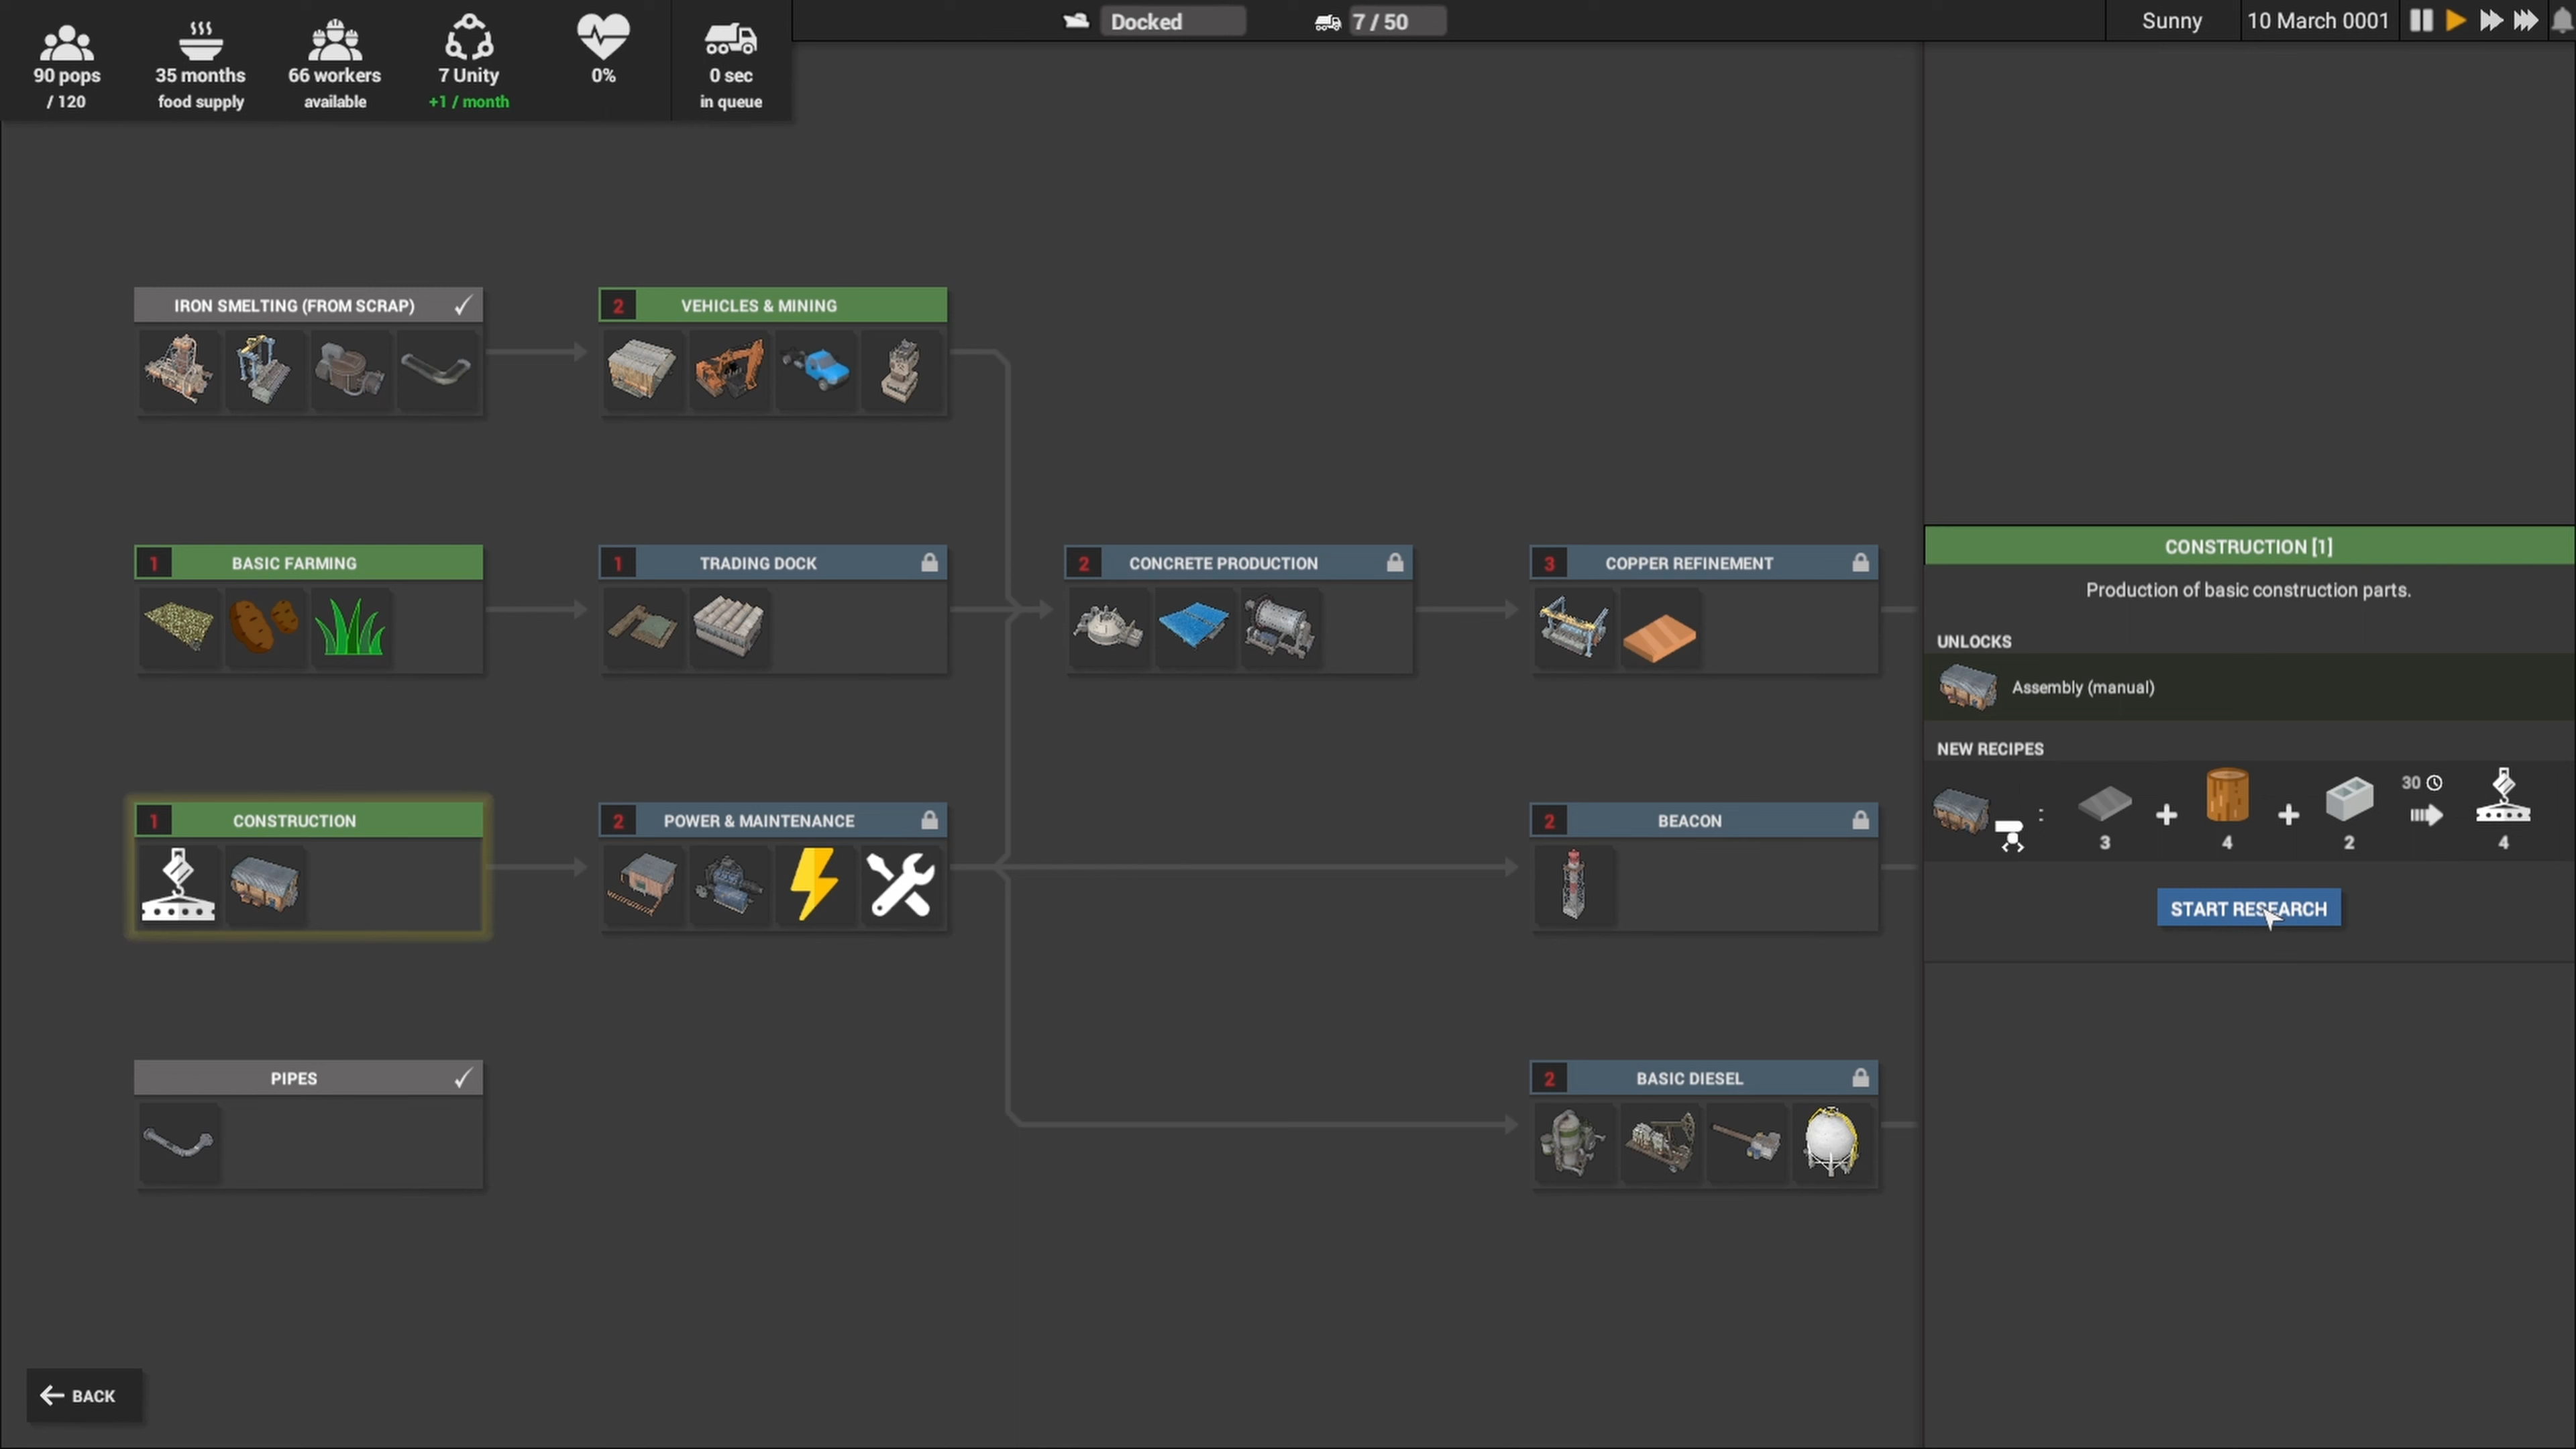 90 pops
/ 120
35 months
food supply
66 workers
available
7 Unity
+1 / month
0%
0 sec
in queue
Docked
7 / 50
Sunny
10 March 0001
IRON SMELTING (FROM SCRAP)
2 VEHICLES & MINING
1 BASIC FARMING
1 TRADING DOCK
2 CONCRETE PRODUCTION
3 COPPER REFINEMENT
1 CONSTRUCTION
2 POWER & MAINTENANCE
2 BEACON
PIPES
2 BASIC DIESEL
CONSTRUCTION [1]
Production of basic construction parts.
UNLOCKS
Assembly (manual)
NEW RECIPES
: + + 30
3 4 2 4
START RESEARCH
BACK